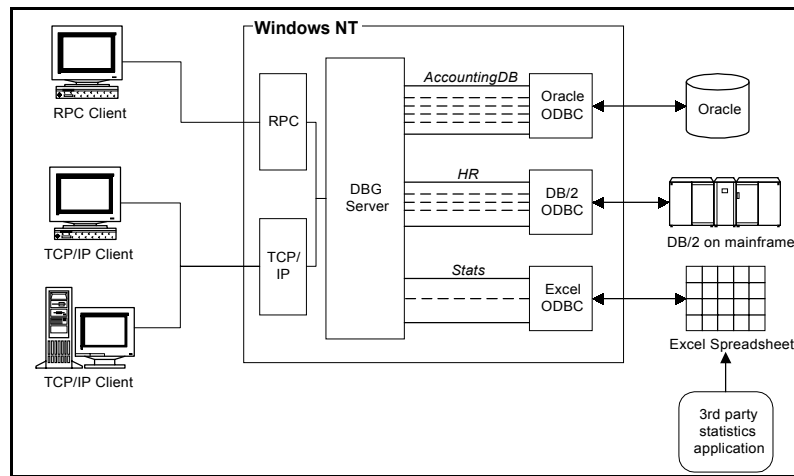 Windows NT
RPC Client
RPC
AccountingDB
Oracle
ODBC
Oracle
DBG
Server
HR
DB/2
ODBC
DB/2 on mainframe
TCP/IP Client
TCP/
IP
Stats
Excel
ODBC
Excel Spreadsheet
TCP/IP Client
3rd party
statistics
application